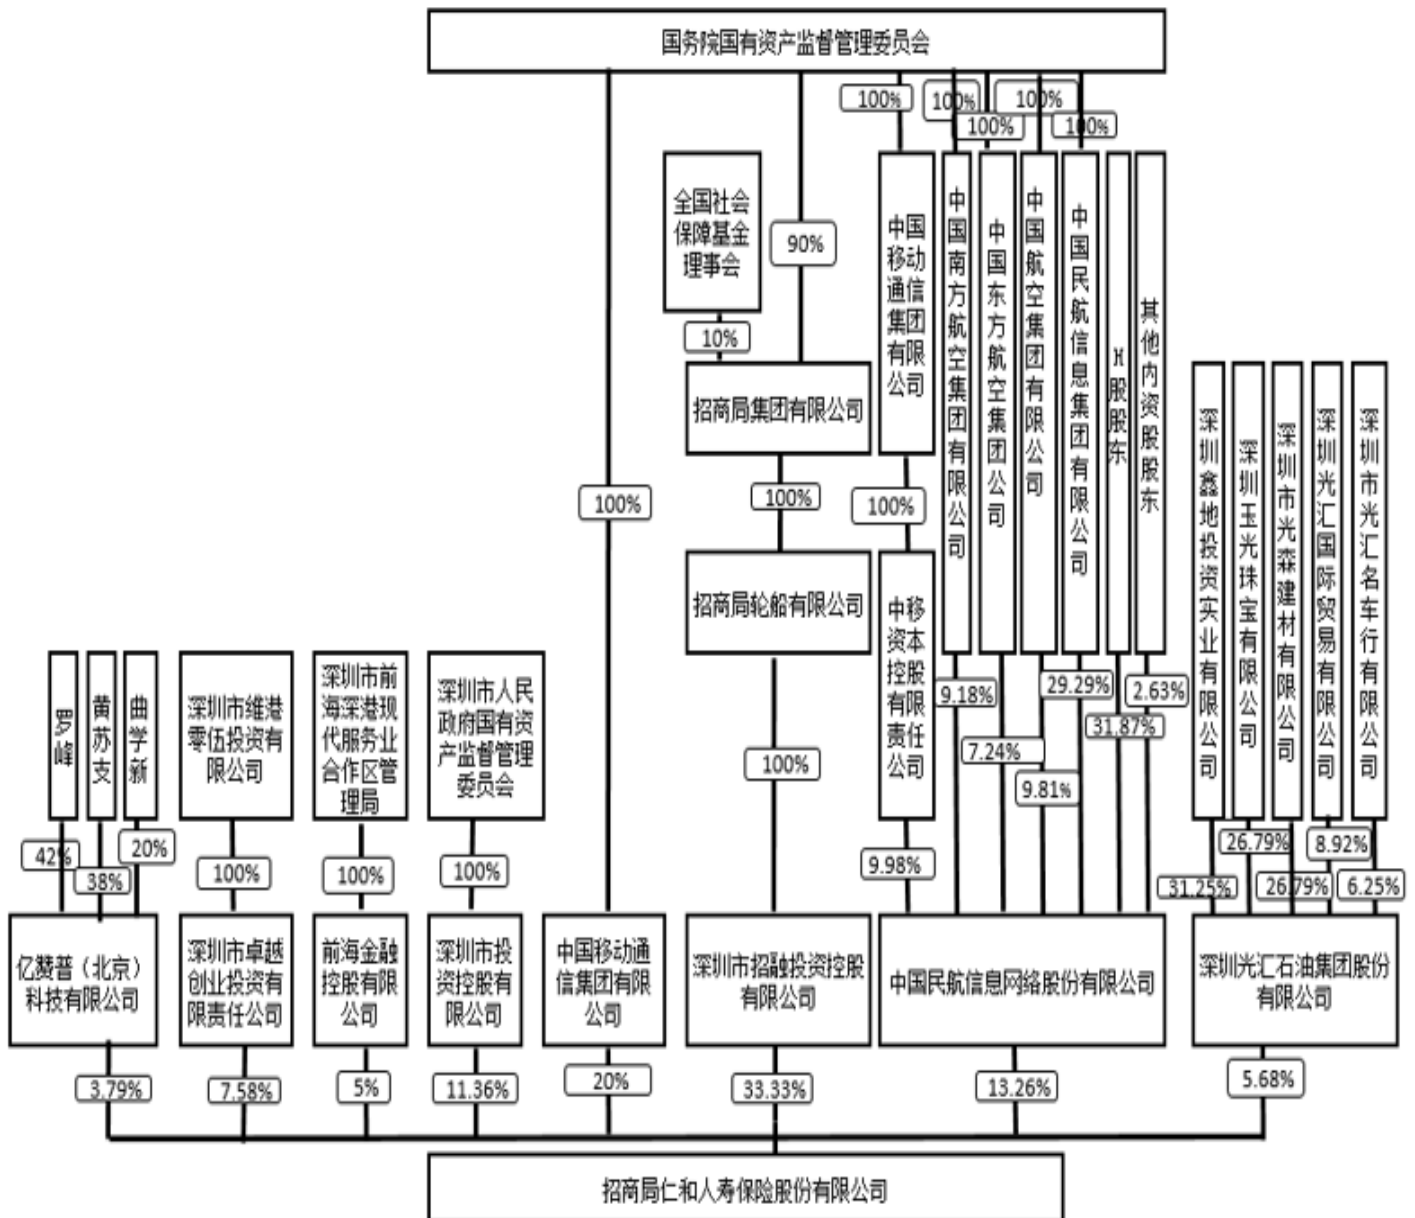 国务院国有资产监督管理委员会
100%
100%
100%
100%
100%
全国社会
保障基金
理事会
90%
10%
中国
移动
通信
集团
有限
公司
中国南方航空集团有限公司
中国东方航空集团公司
中国航空集团有限公司
中国民航信息集团有限公司
H股股东
其他内资股股东
招商局集团有限公司
100%
100%
100%
招商局轮船有限公司
中移
资本
控股
有限
责任
公司
深圳鑫地投资实业有限公司
深圳玉光珠宝有限公司
深圳市光森建材有限公司
深圳光汇国际贸易有限公司
深圳市光汇名车行有限公司
罗峰
黄苏支
曲学新
深圳市维港
零伍投资有
限公司
深圳市前
海深港现
代服务业
合作区管
理局
深圳市人民
政府国有资
产监督管理
委员会
9.18%
7.24%
9.81%
29.29%
31.87%
2.63%
100%
42%
38%
20%
100%
100%
100%
9.98%
31.25%
26.79%
26.79%
8.92%
6.25%
亿赞普（北京）
科技有限公司
深圳市卓越
创业投资有
限责任公司
前海金融
控股有限
公司
深圳市投
资控股有
限公司
中国移动通
信集团有限
公司
深圳市招融投资控股
有限公司
中国民航信息网络股份有限公司
深圳光汇石油集团股份
有限公司
3.79%
7.58%
5%
11.36%
20%
33.33%
13.26%
5.68%
招商局仁和人寿保险股份有限公司